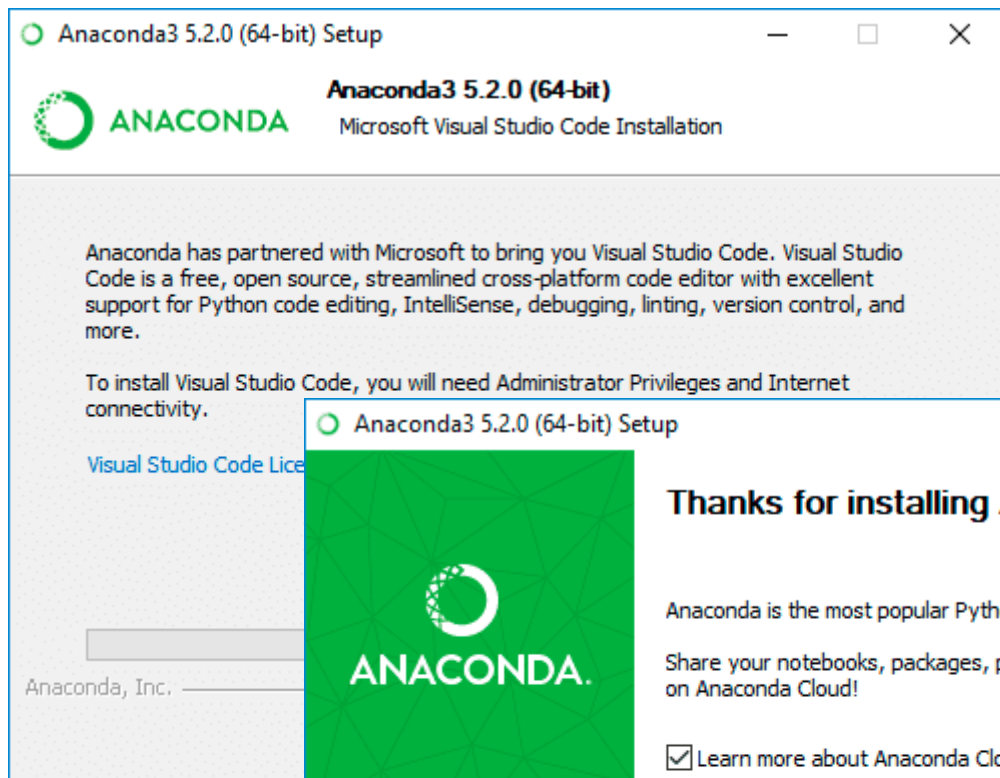 Anaconda3 5.2.0 (64-bit) Setup
ANACONDA
Anaconda3 5.2.0 (64-bit)
Microsoft Visual Studio Code Installation
Anaconda has partnered with Microsoft to bring you Visual Studio Code. Visual Studio
Code is a free, open source, streamlined cross-platform code editor with excellent
support for Python code editing, IntelliSense, debugging, linting, version control, and
more.
To install Visual Studio Code, you will need Administrator Privileges and Internet
connectivity.
Visual Studio Code
Anaconda, Inc.
Anaconda3 5.2.0 (64-bit) Setup
ANACONDA.
Thanks for installing
Anaconda is the most popular
Share your notebooks, packages,
on Anaconda Cloud!
Learn more about Anaconda